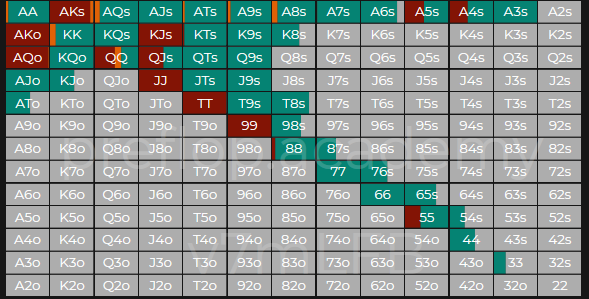 AA AKs AQs AJs ATs A9s A8s A7s A6s A5s A4s A3s A2s
AKo KK KQs KJs KTs K9s K8s K7s K6s K5s K4s K3s K2s
AQo KQo QQ QJs QTs Q9s Q8s Q7s Q6s Q5s Q4s Q3s Q2s
AJo KJo QJo JJ JTs J9s J8s J7s J6s J5s J4s J3s J2s
ATo KTo QTo JTo TT T9s T8s T7s T6s T5s T4s T3s T2s
A9o K9o Q9o J9o T9o 99 98s 97s 96s 95s 94s 93s 92s
preflop.academy
A8o K8o Q8o J8o T8o 98o 88 87s 86s 85s 84s 83s 82s
A7o K7o Q7o J7o T7o 97o 87o 77 76s 75s 74s 73s 72s
A6o K6o Q6o J6o T6o 96o 86o 76o 66 65s 64s 63s 62s
A5o K5o Q5o J5o T5o 95o 85o 75o 65o 55 54s 53s 52s
A4o K4o Q4o J4o T4o 94o 84o 74o 64o 54o 44 43s 42s
A3o K3o Q3o J3o T3o 93o 83o 73o 63o 53o 43o 33 32s
A2o K2o Q2o J2o T2o 92o 82o 72o 62o 52o 42o 32o 22